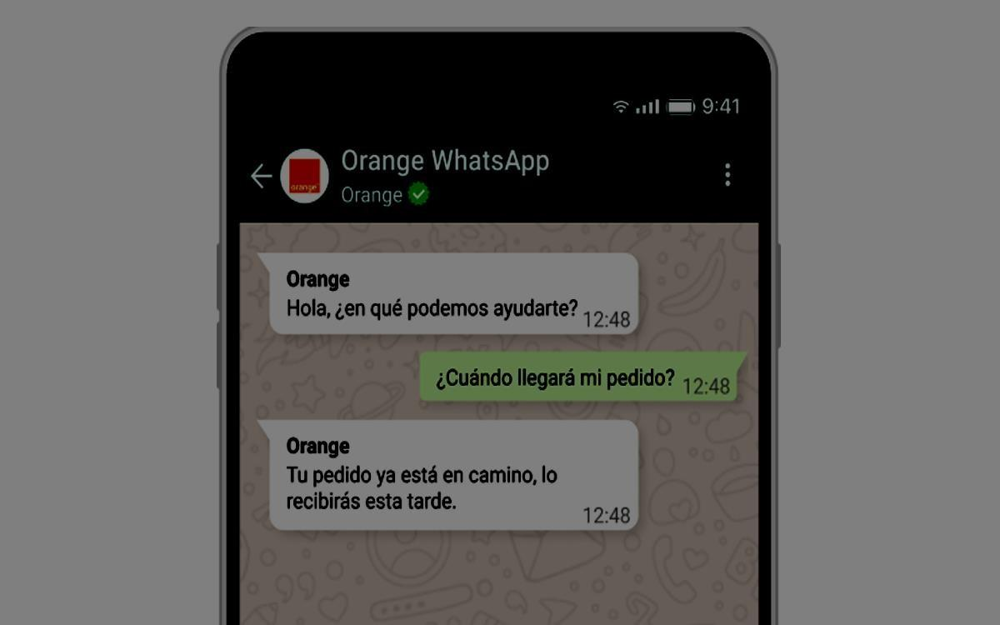 9:41
Orange WhatsApp
orange
Orange
Orange
Hola, ¿en qué podemos ayudarte? 12:48
¿Cuándo llegará mi pedido? 12:48
Orange
Tu pedido ya está en camino, lo
recibirás esta tarde.
12:48